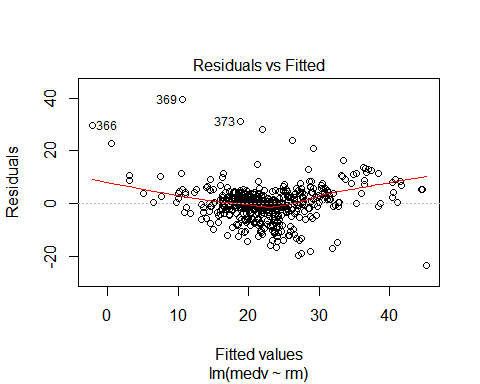 Residuals vs Fitted
Residuals
40
20
0
-20
369
373
366
0 10 20 30 40
Fitted values
lm(medv ~ rm)